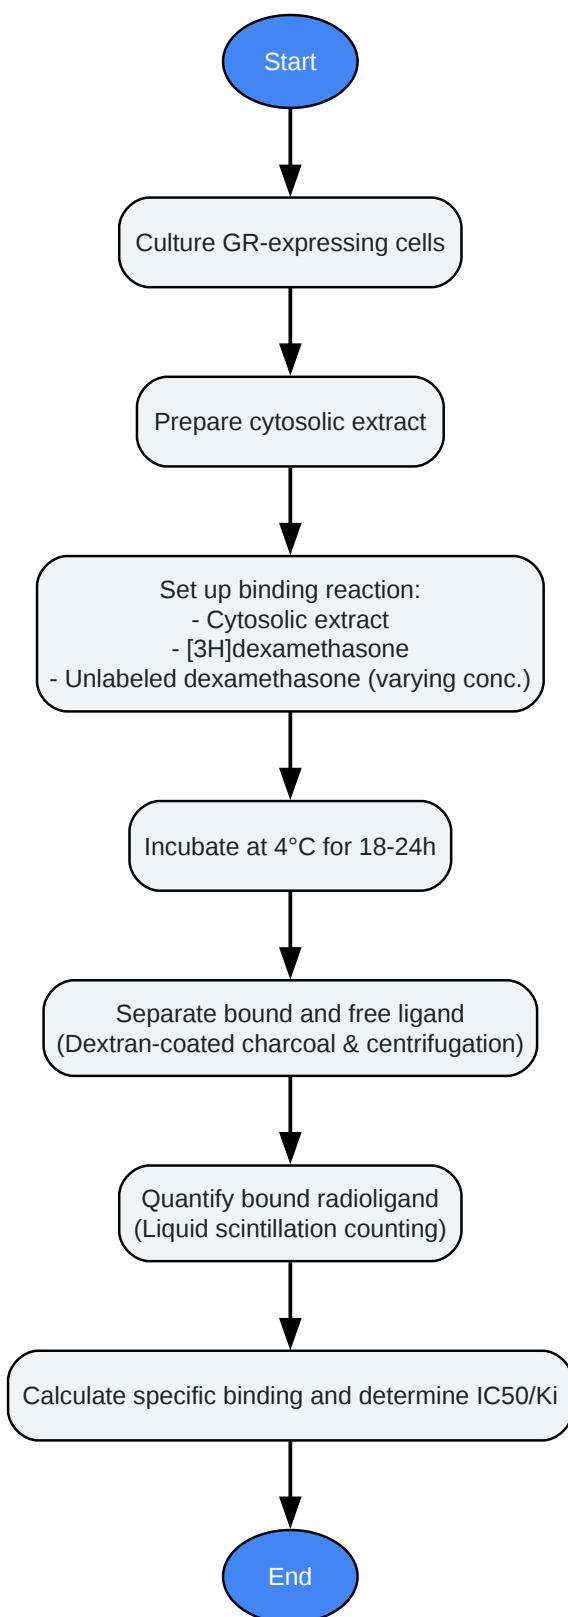 Start
Culture GR-expressing cells
Prepare cytosolic extract
Set up binding reaction:
- Cytosolic extract
- [3H]dexamethasone
- Unlabeled dexamethasone (varying conc.)
Incubate at 4°C for 18-24h
Separate bound and free ligand
(Dextran-coated charcoal & centrifugation)
Quantify bound radioligand
(Liquid scintillation counting)
Calculate specific binding and determine IC50/Ki
End